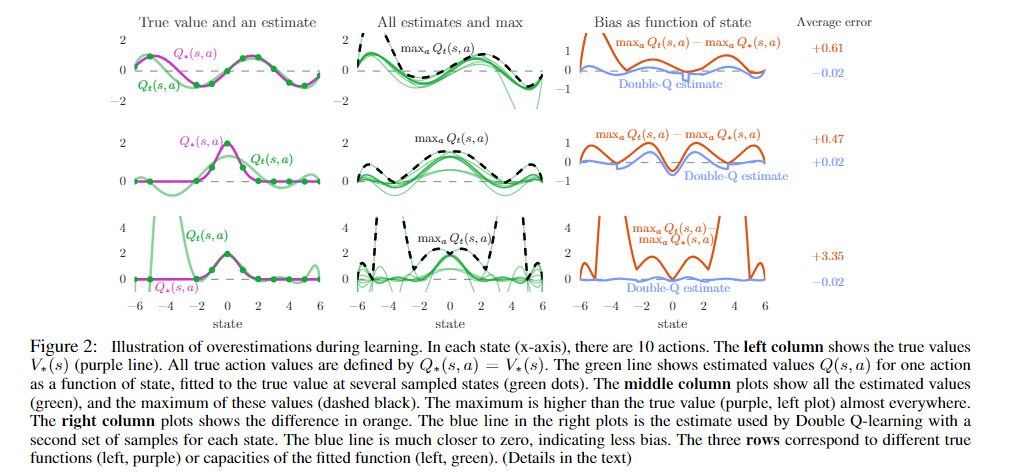 True value and an estimate
All estimates and max
Bias as function of state
Average error
2
0
−2
Q*(s, a)
Qt(s, a)
2
0
−2
maxa Qt(s, a)
1
0
−1
maxa Qt(s, a) − maxa Q*(s, a)
Double-Q estimate
+0.61
−0.02
2
0
Q*(s, a)
Qt(s, a)
2
0
maxa Qt(s, a)
1
0
−1
maxa Qt(s, a) − maxa Q*(s, a)
Double-Q estimate
+0.47
+0.02
4
2
0
Qt(s, a)
Q*(s, a)
4
2
0
maxa Qt(s, a)
4
2
0
maxa Qt(s, a)−
maxa Q*(s, a)
Double-Q estimate
+3.35
−0.02
−6 −4 −2 0 2 4 6
state
−6 −4 −2 0 2 4 6
state
−6 −4 −2 0 2 4 6
state
Figure 2: Illustration of overestimations during learning. In each state (x-axis), there are 10 actions. The left column shows the true values
V*(s) (purple line). All true action values are defined by Q*(s, a) = V*(s). The green line shows estimated values Q(s, a) for one action
as a function of state, fitted to the true value at several sampled states (green dots). The middle column plots show all the estimated values
(green), and the maximum of these values (dashed black). The maximum is higher than the true value (purple, left plot) almost everywhere.
The right column plots shows the difference in orange. The blue line in the right plots is the estimate used by Double Q-learning with a
second set of samples for each state. The blue line is much closer to zero, indicating less bias. The three rows correspond to different true
functions (left, purple) or capacities of the fitted function (left, green). (Details in the text)